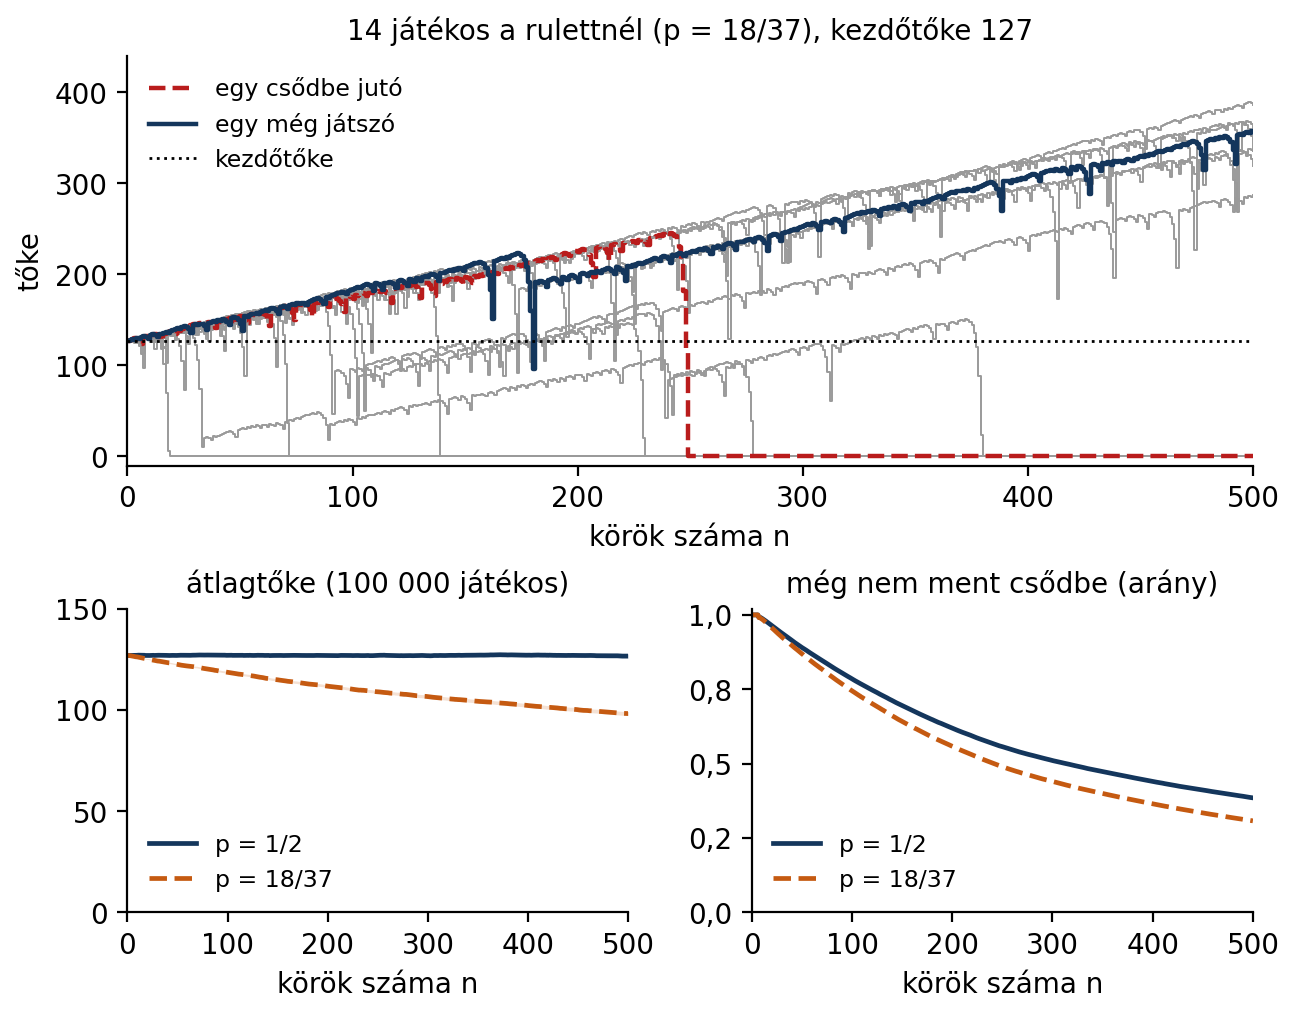 14 játékos a rulettnél (p = 18/37), kezdőtőke 127
400
300
200
100
0
tőke
egy csődbe jutó
egy még játszó
kezdőtőke
0 100 200 300 400 500
körök száma n
átlagtőke (100 000 játékos)
150
100
50
0
p = 1/2
p = 18/37
0 100 200 300 400 500
körök száma n
még nem ment csődbe (arány)
1,0
0,8
0,5
0,2
0,0
p = 1/2
p = 18/37
0 100 200 300 400 500
körök száma n